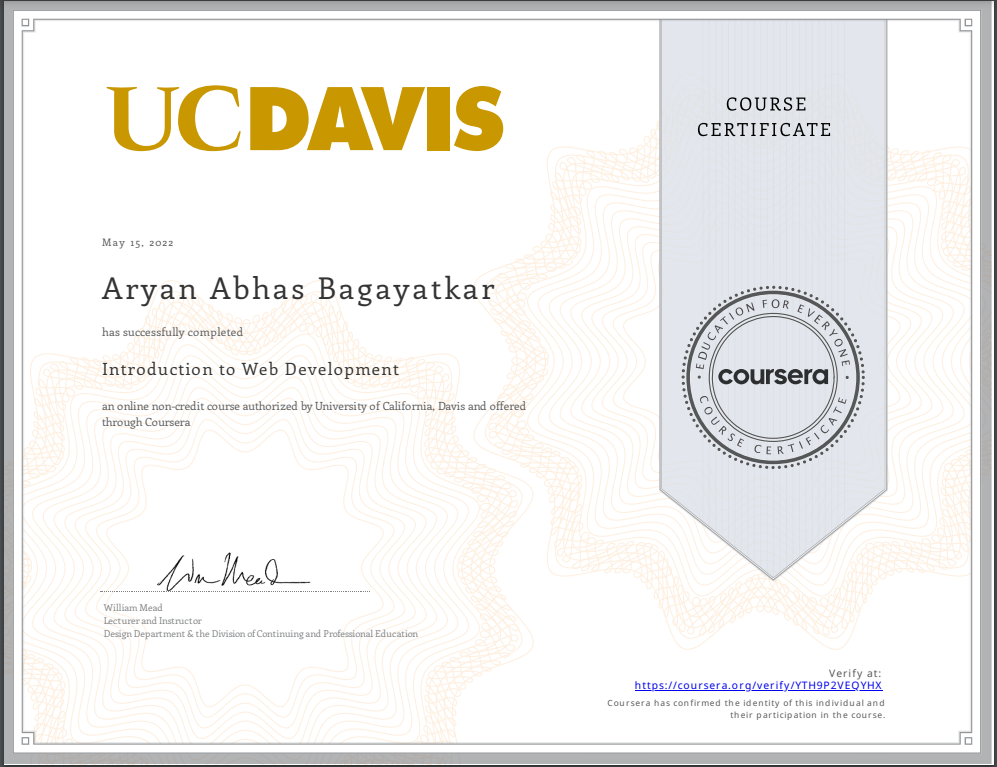 UCDAVIS
COURSE
CERTIFICATE
May 15, 2022
Aryan Abhas Bagayatkar
has successfully completed
Introduction to Web Development
an online non-credit course authorized by University of California, Davis and offered
through Coursera
EDUCATION FOR EVERYONE
coursera
COURSE CERTIFICATE
William Mead
Lecturer and Instructor
Design Department & the Division of Continuing and Professional Education
Verify at:
https://coursera.org/verify/YTH9P2VEQYHX
Coursera has confirmed the identity of this individual and
their participation in the course.